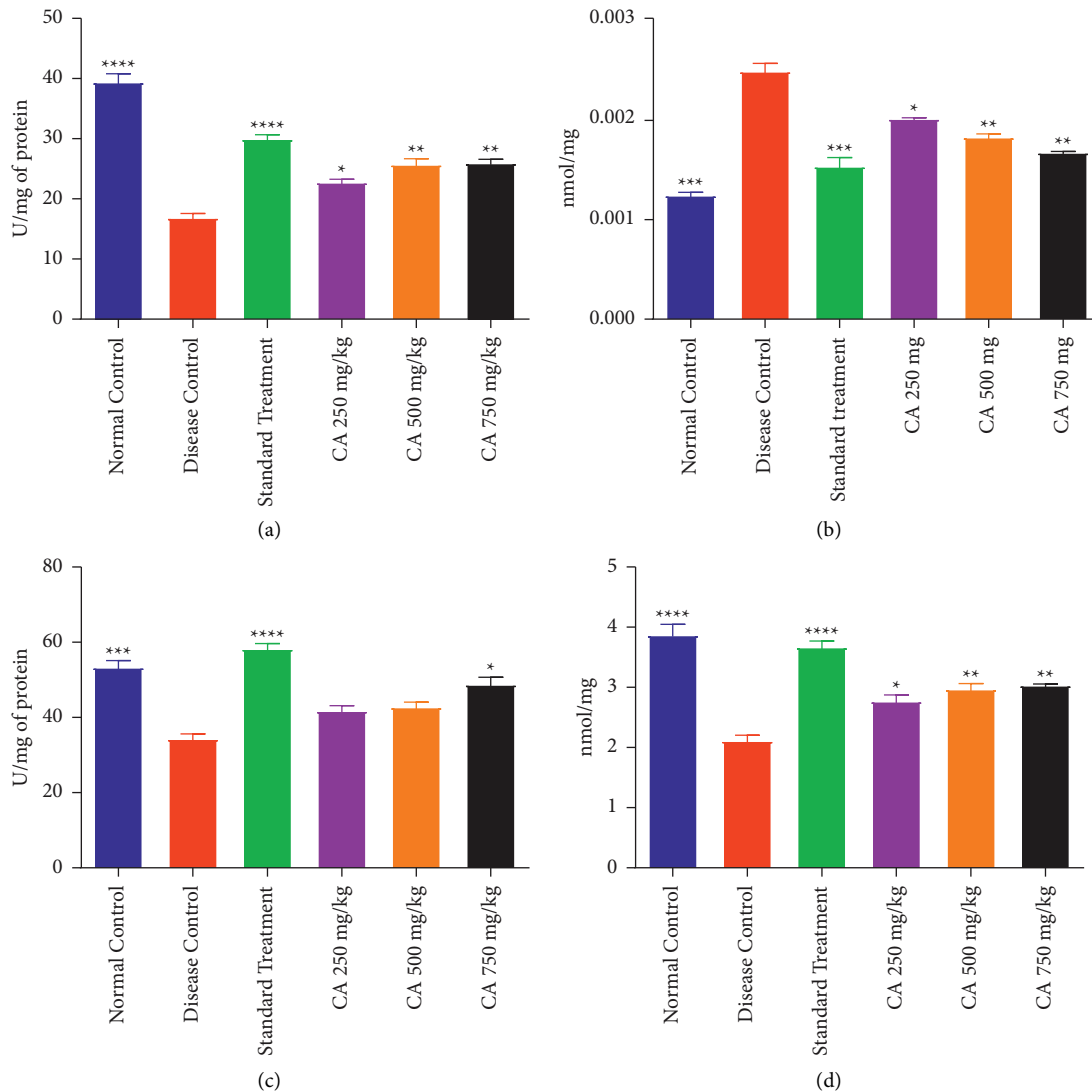 50
40
30
20
10
0
U/mg of protein
****
****
*
**
**
Normal Control
Disease Control
Standard Treatment
CA 250 mg/kg
CA 500 mg/kg
CA 750 mg/kg
(a)
0.003
0.002
0.001
0.000
nmol/mg
***
***
*
**
**
Normal Control
Disease Control
Standard treatment
CA 250 mg
CA 500 mg
CA 750 mg
(b)
80
60
40
20
0
U/mg of protein
***
****
*
Normal Control
Disease Control
Standard Treatment
CA 250 mg/kg
CA 500 mg/kg
CA 750 mg/kg
(c)
5
4
3
2
1
0
nmol/mg
****
****
*
**
**
Normal Control
Disease Control
Standard Treatment
CA 250 mg/kg
CA 500 mg/kg
CA 750 mg/kg
(d)